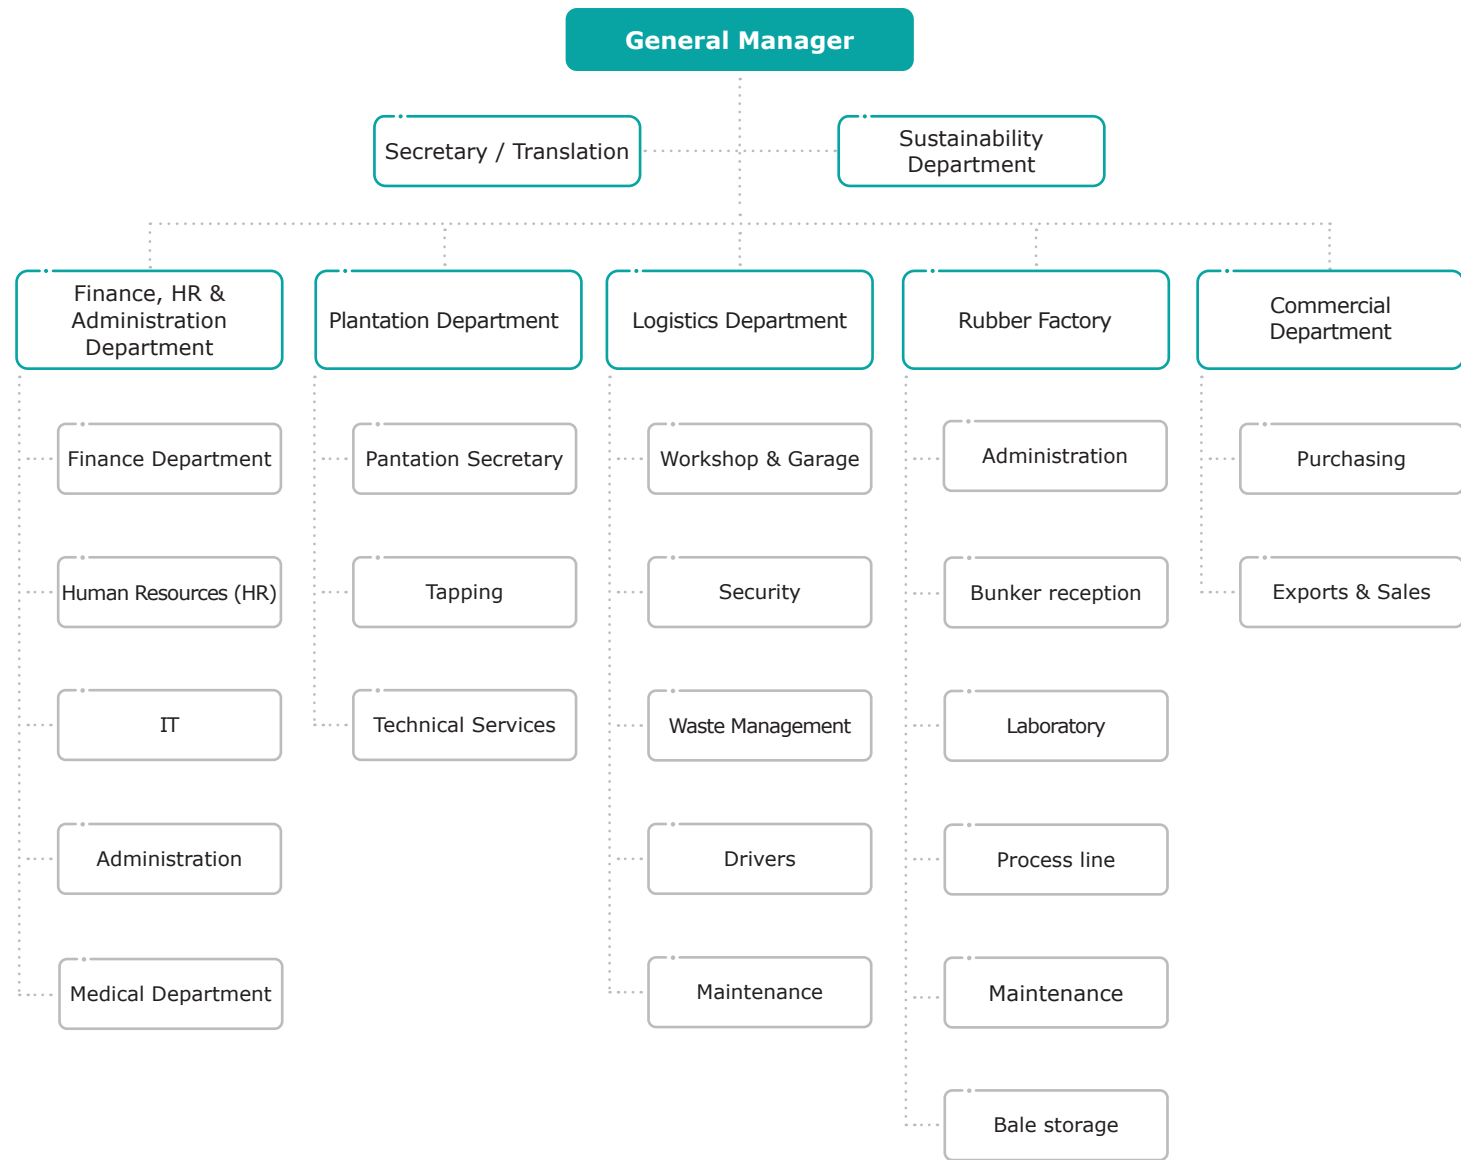 General Manager
Secretary / Translation
Sustainability
Department
Finance, HR &
Administration
Department
Plantation Department
Logistics Department
Rubber Factory
Commercial
Department
Finance Department
Human Resources (HR)
IT
Administration
Medical Department
Pantation Secretary
Tapping
Technical Services
Workshop & Garage
Security
Waste Management
Drivers
Maintenance
Administration
Bunker reception
Laboratory
Process line
Maintenance
Bale storage
Purchasing
Exports & Sales